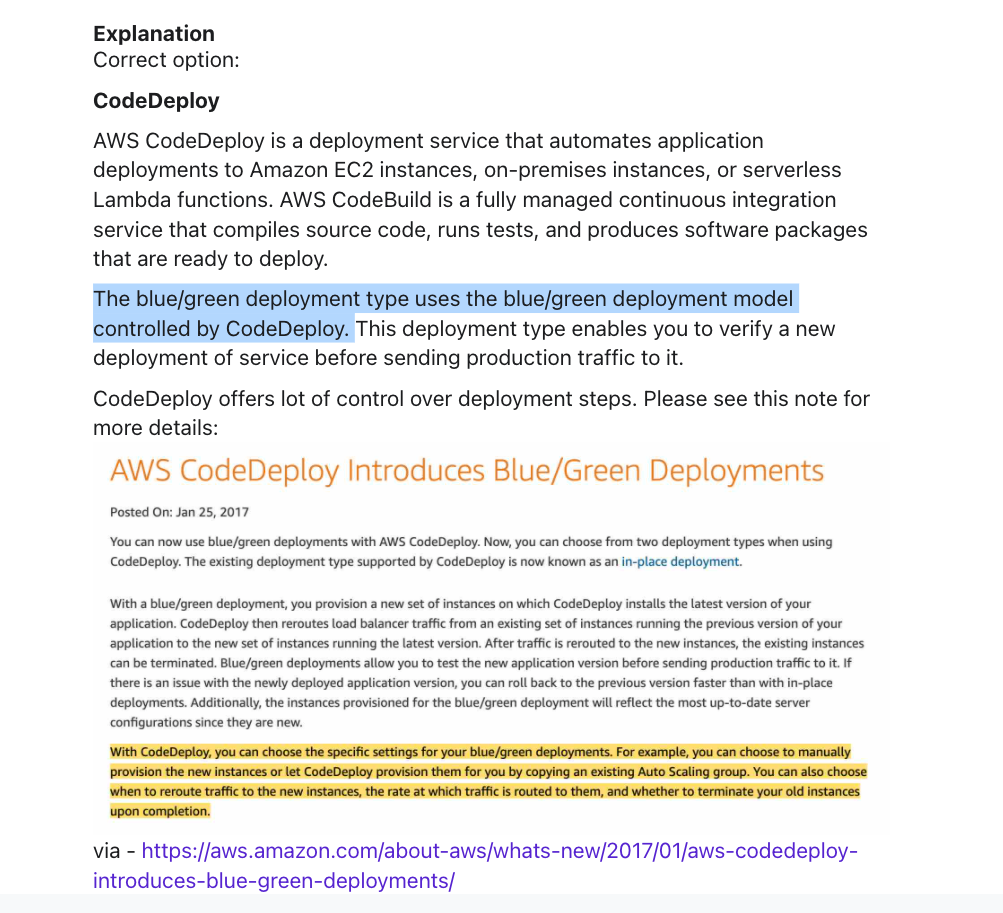 Explanation
Correct option:
CodeDeploy
AWS CodeDeploy is a deployment service that automates application
deployments to Amazon EC2 instances, on-premises instances, or serverless
Lambda functions. AWS CodeBuild is a fully managed continuous integration
service that compiles source code, runs tests, and produces software packages
that are ready to deploy.
The blue/green deployment type uses the blue/green deployment model
controlled by CodeDeploy. This deployment type enables you to verify a new
deployment of service before sending production traffic to it.
CodeDeploy offers lot of control over deployment steps. Please see this note for
more details:
AWS CodeDeploy Introduces Blue/Green Deployments
Posted On: Jan 25, 2017
You can now use blue/green deployments with AWS CodeDeploy. Now, you can choose from two deployment types when using
CodeDeploy. The existing deployment type supported by CodeDeploy is now known as an in-place deployment.
With a blue/green deployment, you provision a new set of instances on which CodeDeploy installs the latest version of your
application. CodeDeploy then reroutes load balancer traffic from an existing set of instances running the previous version of your
application to the new set of instances running the latest version. After traffic is rerouted to the new instances, the existing instances
can be terminated. Blue/green deployments allow you to test the new application version before sending production traffic to it. If
there is an issue with the newly deployed application version, you can roll back to the previous version faster than with in-place
deployments. Additionally, the instances provisioned for the blue/green deployment will reflect the most up-to-date server
configurations since they are new.
With CodeDeploy, you can choose the specific settings for your blue/green deployments. For example, you can choose to manually
provision the new instances or let CodeDeploy provision them for you by copying an existing Auto Scaling group. You can also choose
when to reroute traffic to the new instances, the rate at which traffic is routed to them, and whether to terminate your old instances
upon completion.
via - https://aws.amazon.com/about-aws/whats-new/2017/01/aws-codedeploy-
introduces-blue-green-deployments/